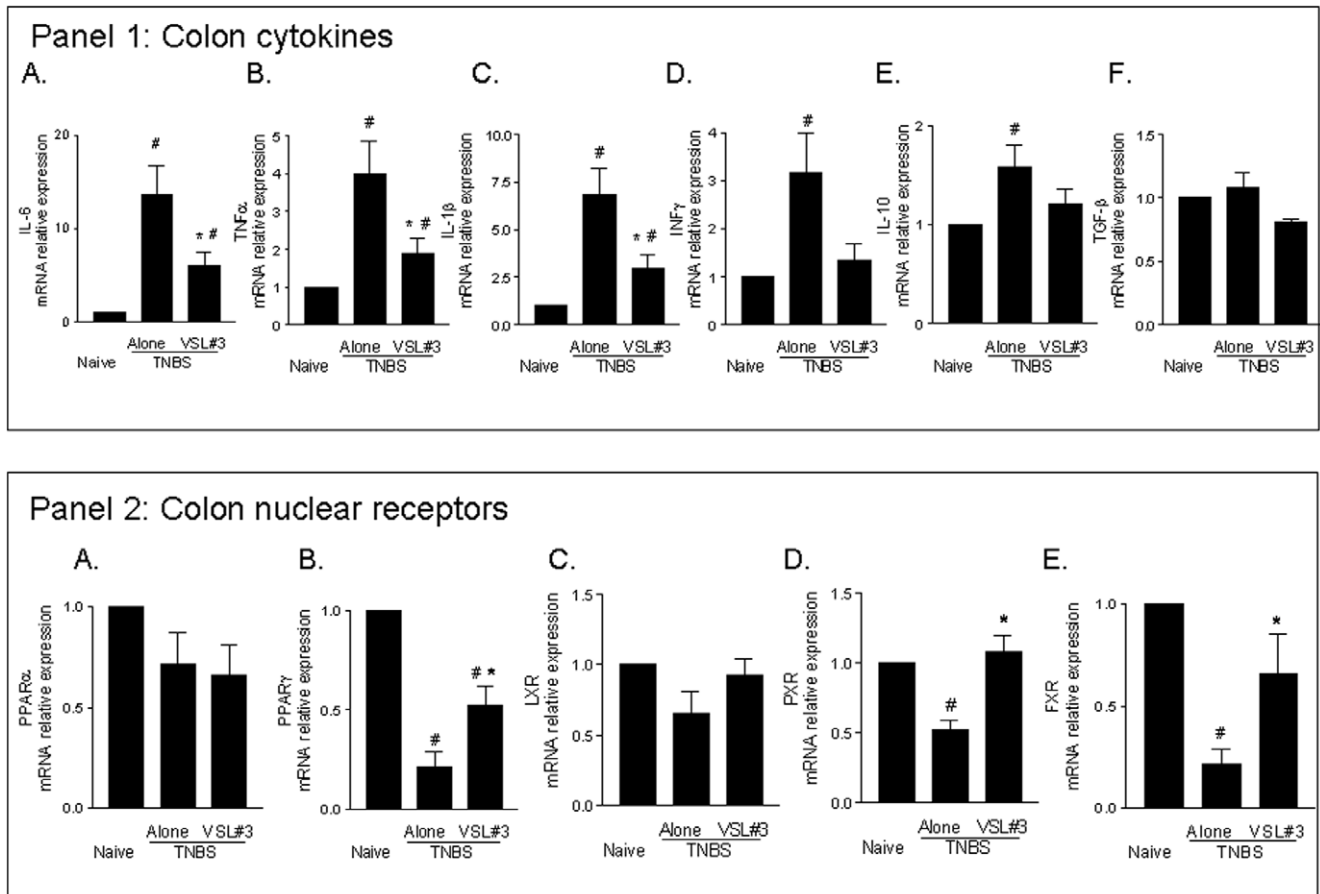 Panel 1: Colon cytokines
A.
IL-6
mRNA relative expression
20
10
0
#
* #
Naive
Alone VSL#3
TNBS
B.
TNFα
mRNA relative expression
5
4
3
2
1
0
#
* #
Naive
Alone VSL#3
TNBS
C.
IL-1β
mRNA relative expression
10.0
7.5
5.0
2.5
0.0
#
* #
Naive
Alone VSL#3
TNBS
D.
INFγ
mRNA relative expression
4
3
2
1
0
#
Naive
Alone VSL#3
TNBS
E.
IL-10
mRNA relative expression
2
1
0
#
Naive
Alone VSL#3
TNBS
F.
TGF-β
mRNA relative expression
1.5
1.0
0.5
0.0
Naive
Alone VSL#3
TNBS
Panel 2: Colon nuclear receptors
A.
PPARα
mRNA relative expression
1.0
0.5
0.0
Naive
Alone VSL#3
TNBS
B.
PPARγ
mRNA relative expression
1.0
0.5
0.0
#
# *
Naive
Alone VSL#3
TNBS
C.
LXR
mRNA relative expression
1.5
1.0
0.5
0.0
Naive
Alone VSL#3
TNBS
D.
PXR
mRNA relative expression
1.5
1.0
0.5
0.0
#
*
Naive
Alone VSL#3
TNBS
E.
FXR
mRNA relative expression
1.0
0.5
0.0
#
*
Naive
Alone VSL#3
TNBS